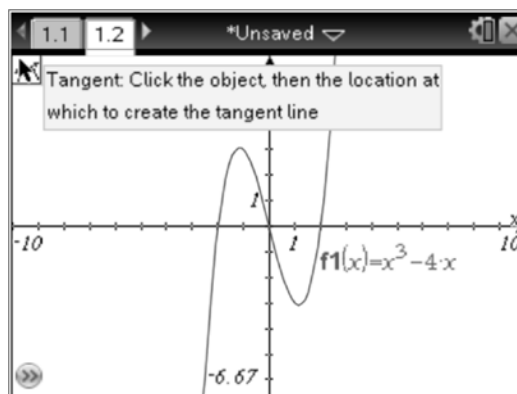 1.1 1.2 *Unsaved
Tangent: Click the object, then the location at
which to create the tangent line
1
x
-10 1 10
f1(x)=x³-4·x
-6.67